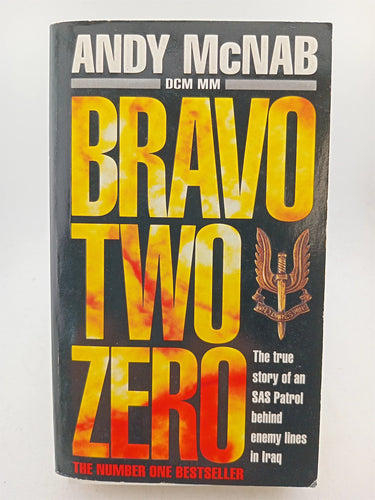 ANDY McNAB
DCM MM
BRAVO
TWO
ZERO
The true
story of an
SAS Patrol
behind
enemy lines
in Iraq
THE NUMBER ONE BESTSELLER